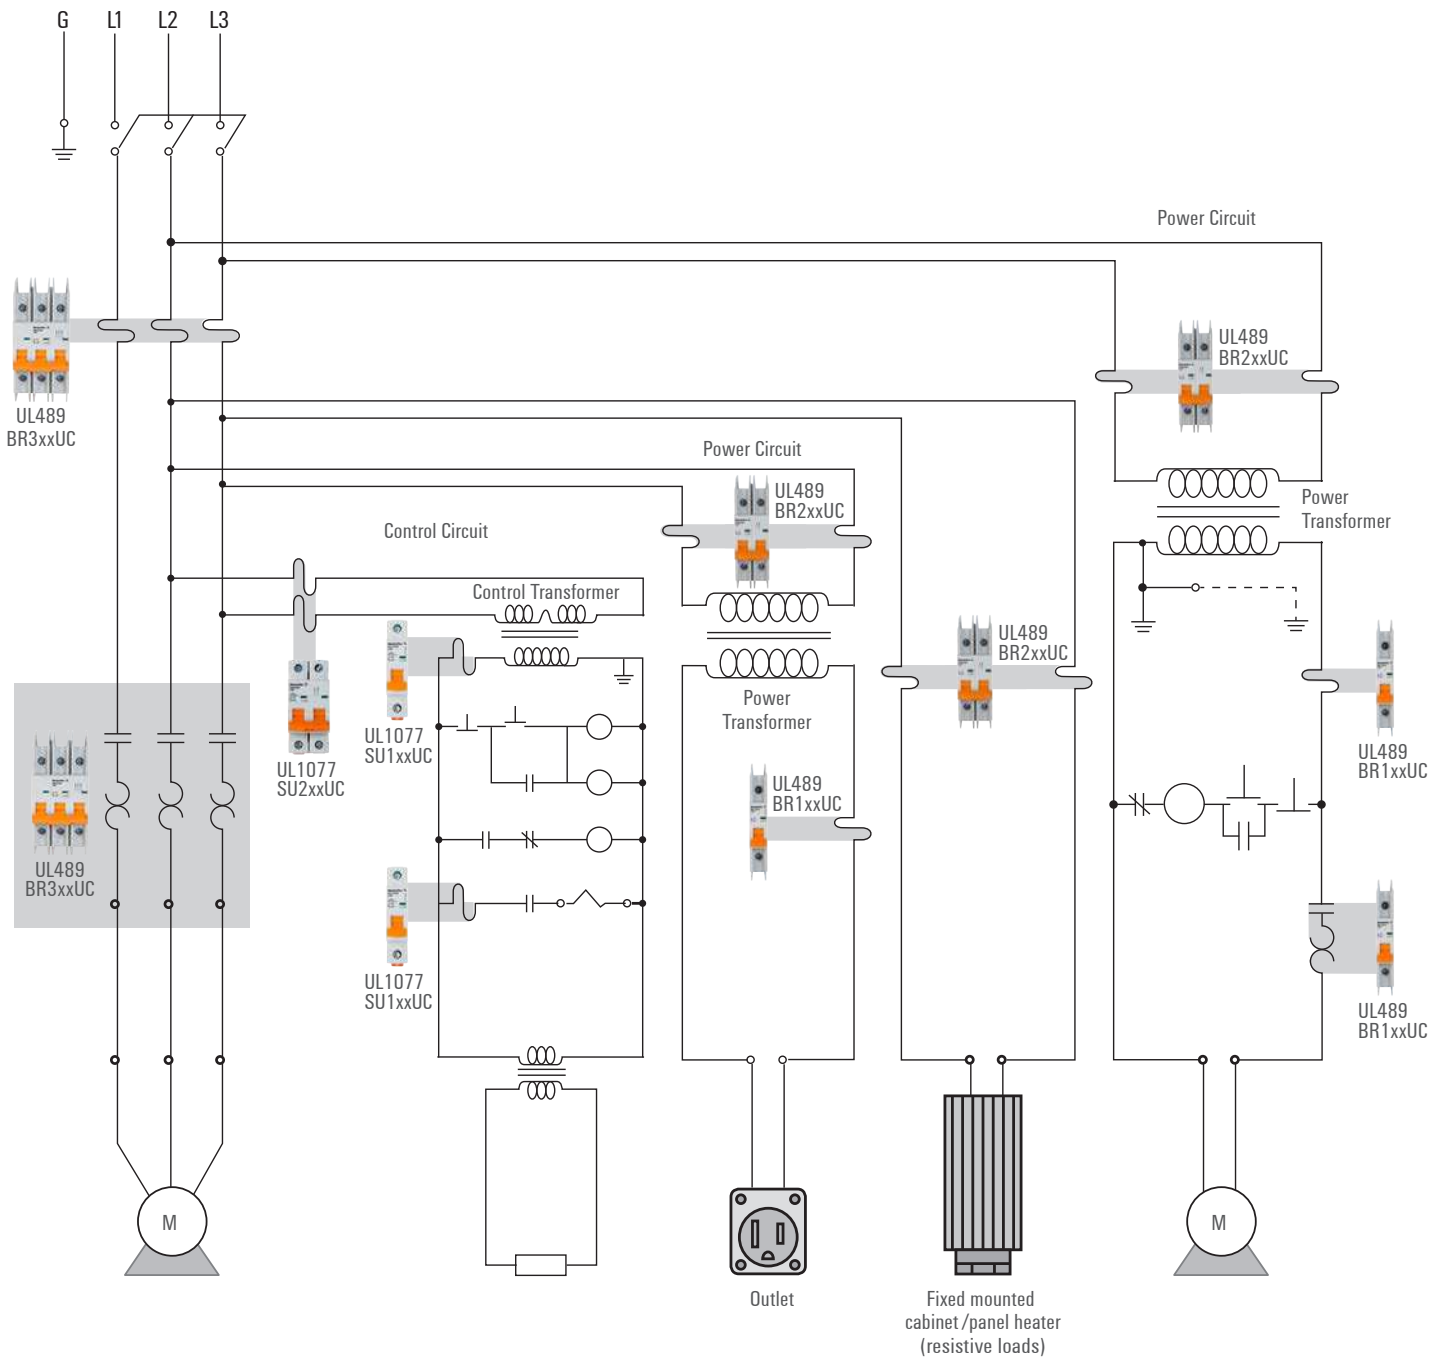 G
L1
L2
L3
Power Circuit
UL489
BR3xxUC
UL489
BR2xxUC
Power
Transformer
Power Circuit
UL489
BR2xxUC
Control Circuit
Control Transformer
UL1077
SU2xxUC
UL1077
SU1xxUC
Power
Transformer
UL489
BR2xxUC
UL489
BR1xxUC
UL489
BR1xxUC
UL489
BR3xxUC
UL1077
SU1xxUC
UL489
BR1xxUC
M
M
Outlet
Fixed mounted
cabinet/panel heater
(resistive loads)